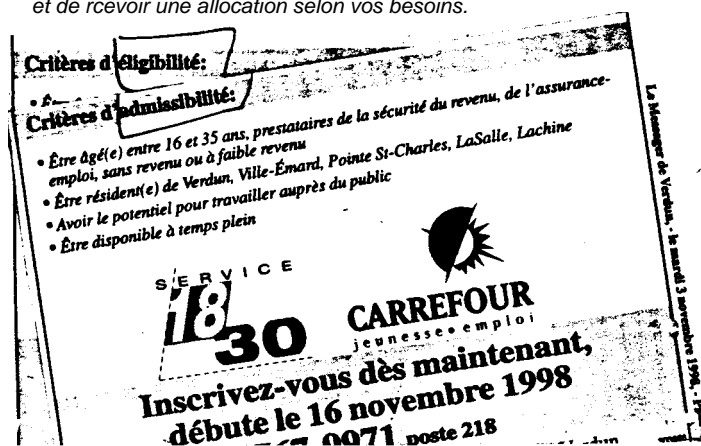 et de rcevoir une allocation selon vos besoins.
Critères d'éligibilité:
Critères d'admissibilité:
• Être âgé(e) entre 16 et 35 ans, prestataires de la sécurité du revenu, de l'assurance-
emploi, sans revenu ou à faible revenu
• Être résident(e) de Verdun, Ville-Émard, Pointe St-Charles, LaSalle, Lachine
• Avoir le potentiel pour travailler auprès du public
• Être disponible à temps plein
SERVICE
18
30
CARREFOUR
jeunesse • emploi
Inscrivez-vous dès maintenant,
débute le 16 novembre 1998
poste 218
Le Messager de Verdun, - le mardi 3 novembre 1998, -